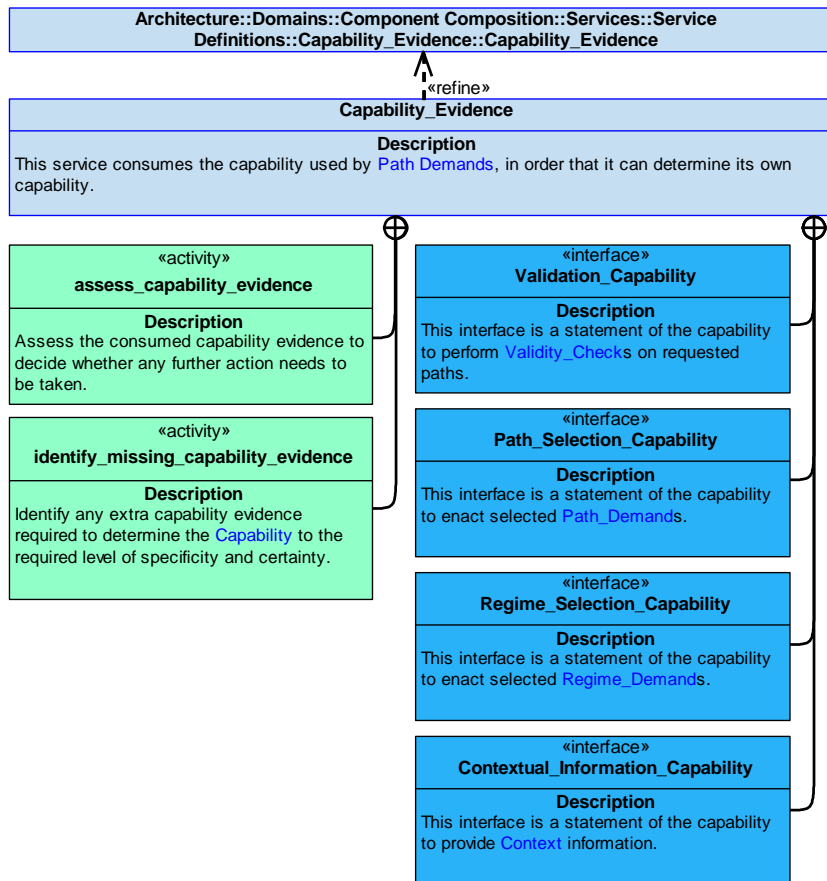 Architecture::Domains::Component Composition::Services::Service
Definitions::Capability_Evidence::Capability_Evidence
«refine»
Capability_Evidence
Description
This service consumes the capability used by Path Demands, in order that it can determine its own
capability.
«activity»
assess_capability_evidence
Description
Assess the consumed capability evidence to
decide whether any further action needs to
be taken.
«activity»
identify_missing_capability_evidence
Description
Identify any extra capability evidence
required to determine the Capability to the
required level of specificity and certainty.
«interface»
Validation_Capability
Description
This interface is a statement of the capability
to perform Validity_Checks on requested
paths.
«interface»
Path_Selection_Capability
Description
This interface is a statement of the capability
to enact selected Path_Demands.
«interface»
Regime_Selection_Capability
Description
This interface is a statement of the capability
to enact selected Regime_Demands.
«interface»
Contextual_Information_Capability
Description
This interface is a statement of the capability
to provide Context information.